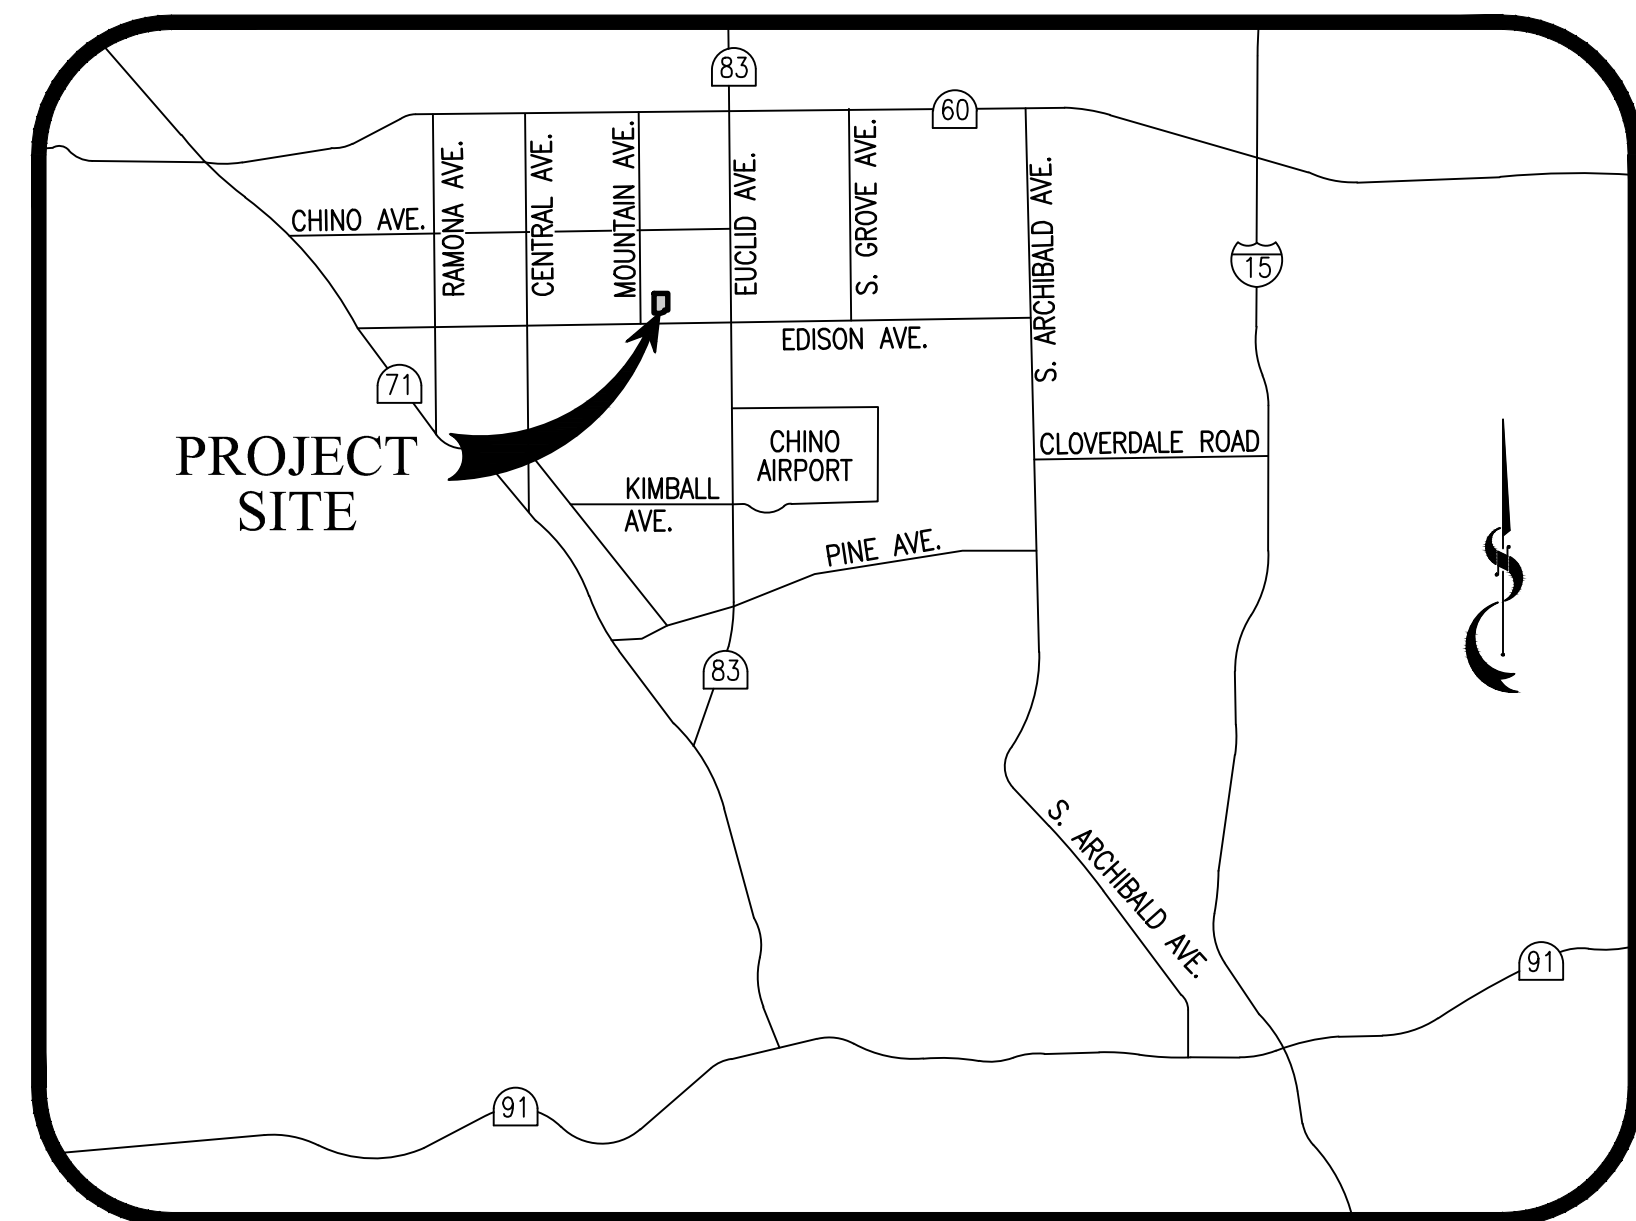 83
60
RAMONA AVE.
CENTRAL AVE.
MOUNTAIN AVE.
EUCLID AVE.
S. GROVE AVE.
S. ARCHIBALD AVE.
CHINO AVE.
15
EDISON AVE.
71
PROJECT
SITE
CHINO
AIRPORT
CLOVERDALE ROAD
KIMBALL
AVE.
PINE AVE.
83
S. ARCHIBALD AVE.
91
91